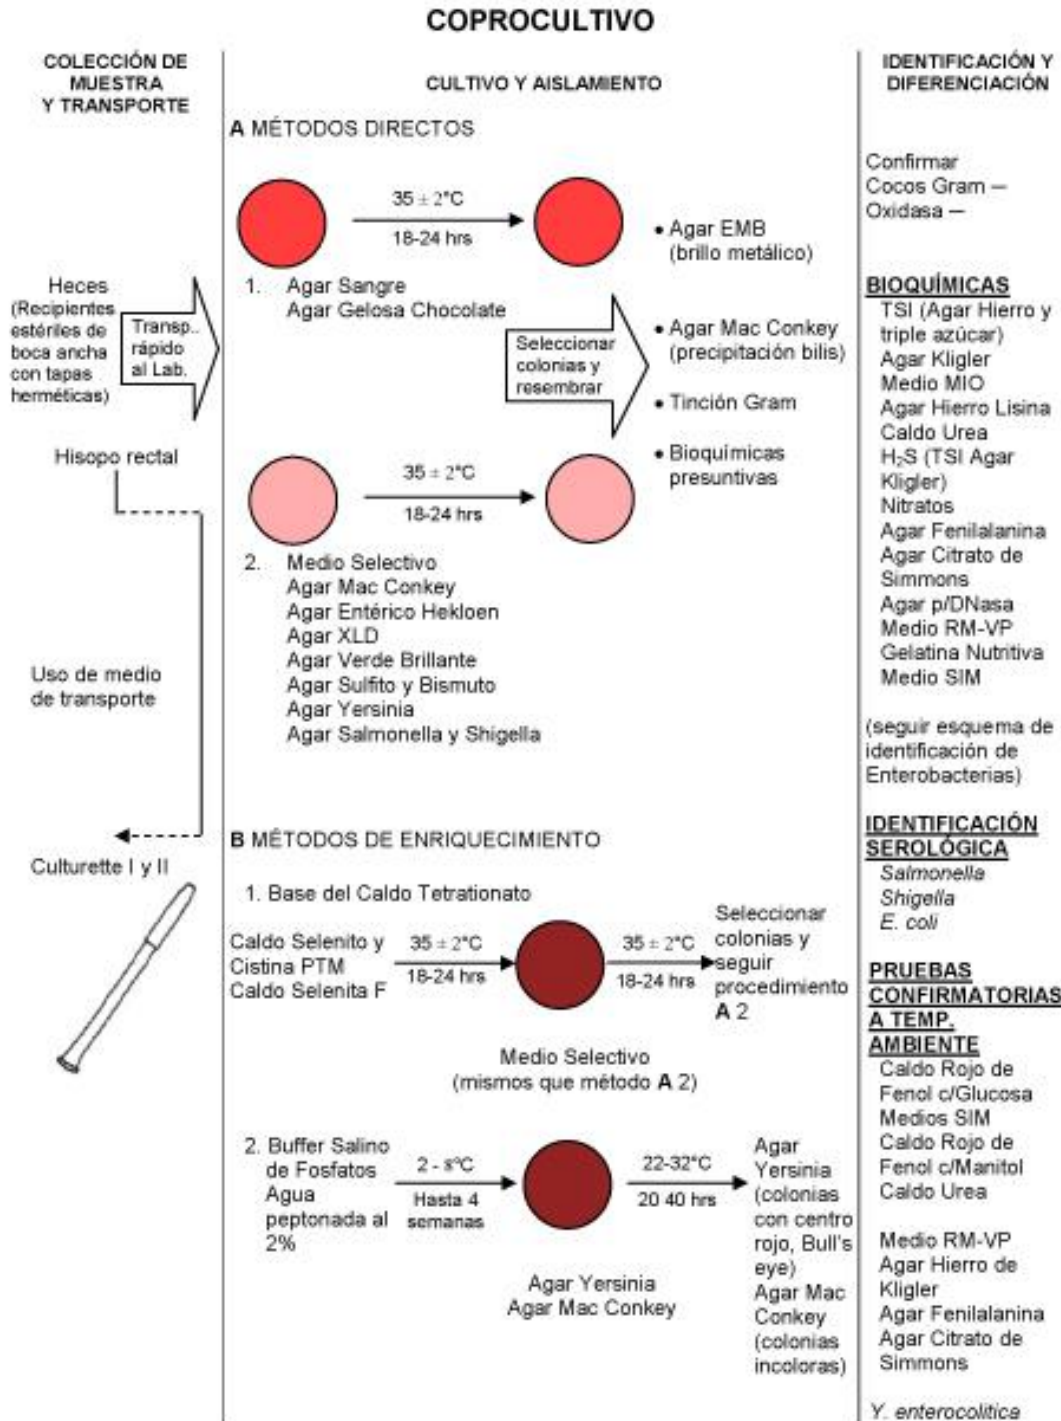 COPROCULTIVO
COLECCIÓN DE
MUESTRA
Y TRANSPORTE
Heces
(Recipientes
estériles de
boca ancha
con tapas
herméticas)
Transp..
rápido
al Lab.
Hisopo rectal
Uso de medio
de transporte
Culturette I y II
CULTIVO Y AISLAMIENTO
A MÉTODOS DIRECTOS
35 ± 2°C
18-24 hrs
1. Agar Sangre
Agar Gelosa Chocolate
Seleccionar
colonias y
resembrar
• Agar EMB
(brillo metálico)
• Agar Mac Conkey
(precipitación bilis)
• Tinción Gram
• Bioquímicas
presuntivas
35 ± 2°C
18-24 hrs
2. Medio Selectivo
Agar Mac Conkey
Agar Entérico Hekloen
Agar XLD
Agar Verde Brillante
Agar Sulfito y Bismuto
Agar Yersinia
Agar Salmonella y Shigella
B MÉTODOS DE ENRIQUECIMIENTO
1. Base del Caldo Tetrationato
Caldo Selenito y
Cistina PTM
Caldo Selenita F
35 ± 2°C
18-24 hrs
35 ± 2°C
18-24 hrs
Seleccionar
colonias y
seguir
procedimiento
A 2
Medio Selectivo
(mismos que método A 2)
2. Buffer Salino
de Fosfatos
Agua
peptonada al
2%
2 - 8°C
Hasta 4
semanas
22-32°C
20 40 hrs
Agar
Yersinia
(colonias
con centro
rojo, Bull's
eye)
Agar Mac
Conkey
(colonias
incoloras)
Agar Yersinia
Agar Mac Conkey
IDENTIFICACIÓN Y
DIFERENCIACIÓN
Confirmar
Cocos Gram —
Oxidasa —
BIOQUÍMICAS
TSI (Agar Hierro y
triple azúcar)
Agar Kligler
Medio MIO
Agar Hierro Lisina
Caldo Urea
H₂S (TSI Agar
Kligler)
Nitratos
Agar Fenilalanina
Agar Citrato de
Simmons
Agar p/DNasa
Medio RM-VP
Gelatina Nutritiva
Medio SIM
(seguir esquema de
identificación de
Enterobacterias)
IDENTIFICACIÓN
SEROLÓGICA
Salmonella
Shigella
E. coli
PRUEBAS
CONFIRMATORIAS
A TEMP.
AMBIENTE
Caldo Rojo de
Fenol c/Glucosa
Medios SIM
Caldo Rojo de
Fenol c/Manitol
Caldo Urea
Medio RM-VP
Agar Hierro de
Kligler
Agar Fenilalanina
Agar Citrato de
Simmons
Y. enterocolitica